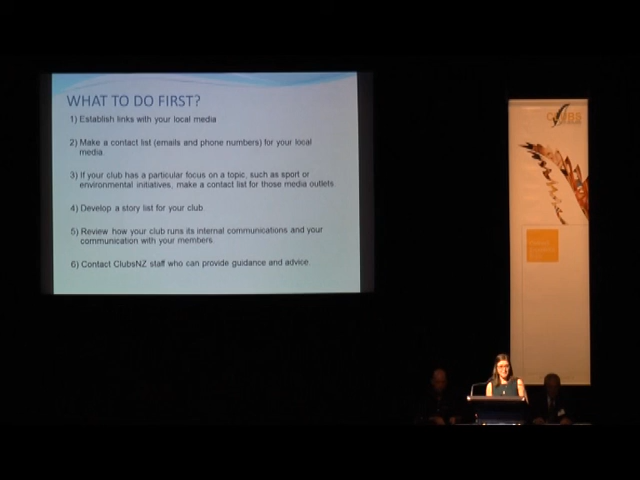 WHAT TO DO FIRST?
1) Establish links with your local media
2) Make a contact list (emails and phone numbers) for your local
media.
3) If your club has a particular focus on a topic, such as sport or
environmental initiatives, make a contact list for those media outlets.
4) Develop a story list for your club.
5) Review how your club runs its internal communications and your
communication with your members.
6) Contact ClubsNZ staff who can provide guidance and advice.
CLUBS